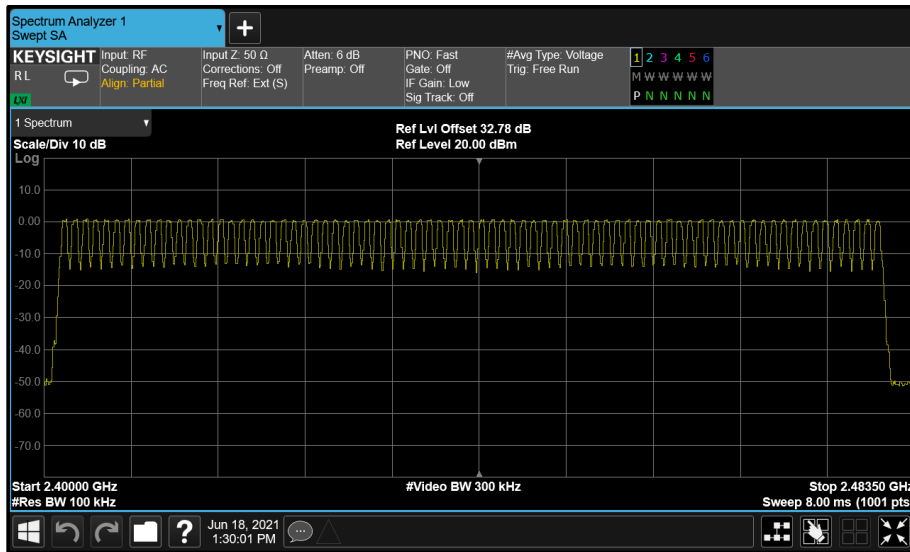 Spectrum Analyzer 1
Swept SA
+
KEYSIGHT
R L
LXI
Input: RF
Coupling: AC
Align: Partial
Input Z: 50 Ω
Corrections: Off
Freq Ref: Ext (S)
Atten: 6 dB
Preamp: Off
PNO: Fast
Gate: Off
IF Gain: Low
Sig Track: Off
#Avg Type: Voltage
Trig: Free Run
1 2 3 4 5 6
M W W W W W
P N N N N N
1 Spectrum
Scale/Div 10 dB
Ref Lvl Offset 32.78 dB
Ref Level 20.00 dBm
Log
10.0
0.00
-10.0
-20.0
-30.0
-40.0
-50.0
-60.0
-70.0
Start 2.40000 GHz
#Res BW 100 kHz
#Video BW 300 kHz
Stop 2.48350 GHz
Sweep 8.00 ms (1001 pts
?
Jun 18, 2021
1:30:01 PM